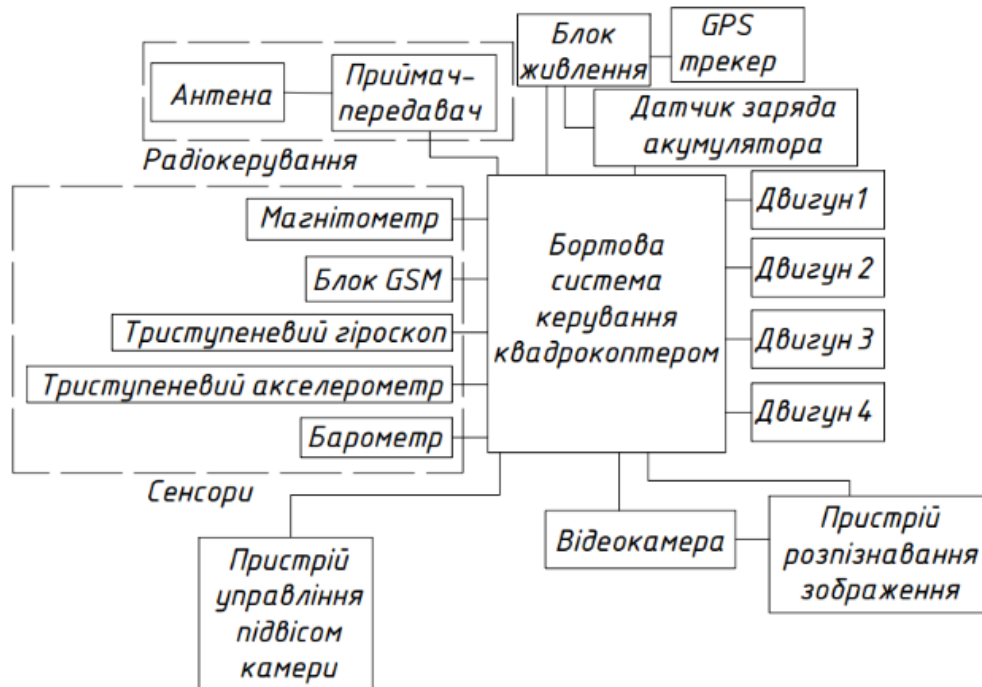 Блок
живлення
GPS
трекер
Антена
Приймач-
передавач
Датчик заряда
акумулятора
Радіокерування
Магнітометр
Блок GSM
Триступеневий гіроскоп
Триступеневий акселерометр
Барометр
Сенсори
Бортова
система
керування
квадрокоптером
Двигун 1
Двигун 2
Двигун 3
Двигун 4
Пристрій
управління
підвісом
камери
Відеокамера
Пристрій
розпізнавання
зображення